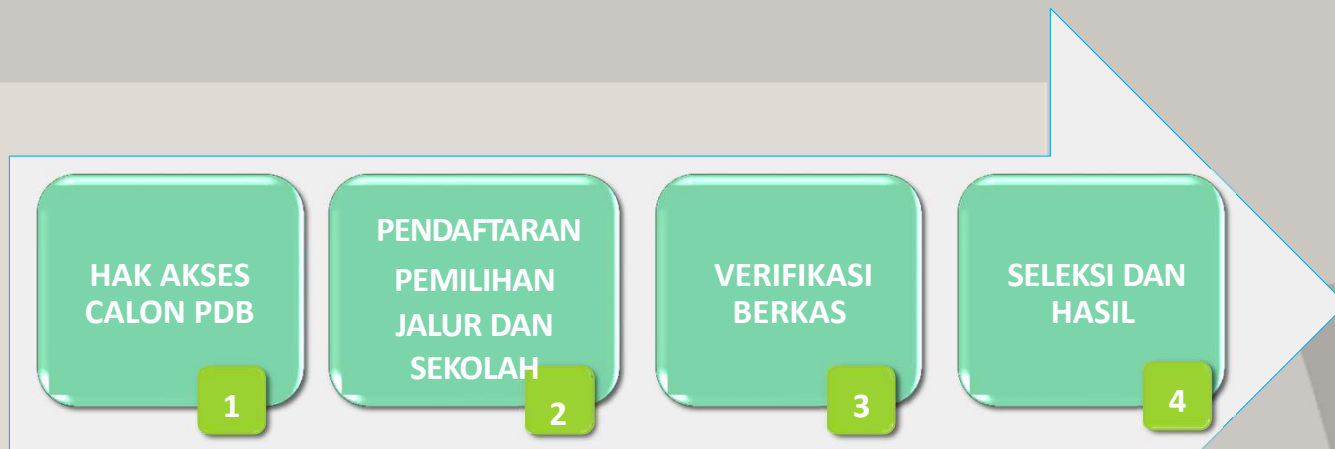 HAK AKSES
CALON PDB
1
PENDAFTARAN
PEMILIHAN
JALUR DAN
SEKOLAH
2
VERIFIKASI
BERKAS
3
SELEKSI DAN
HASIL
4